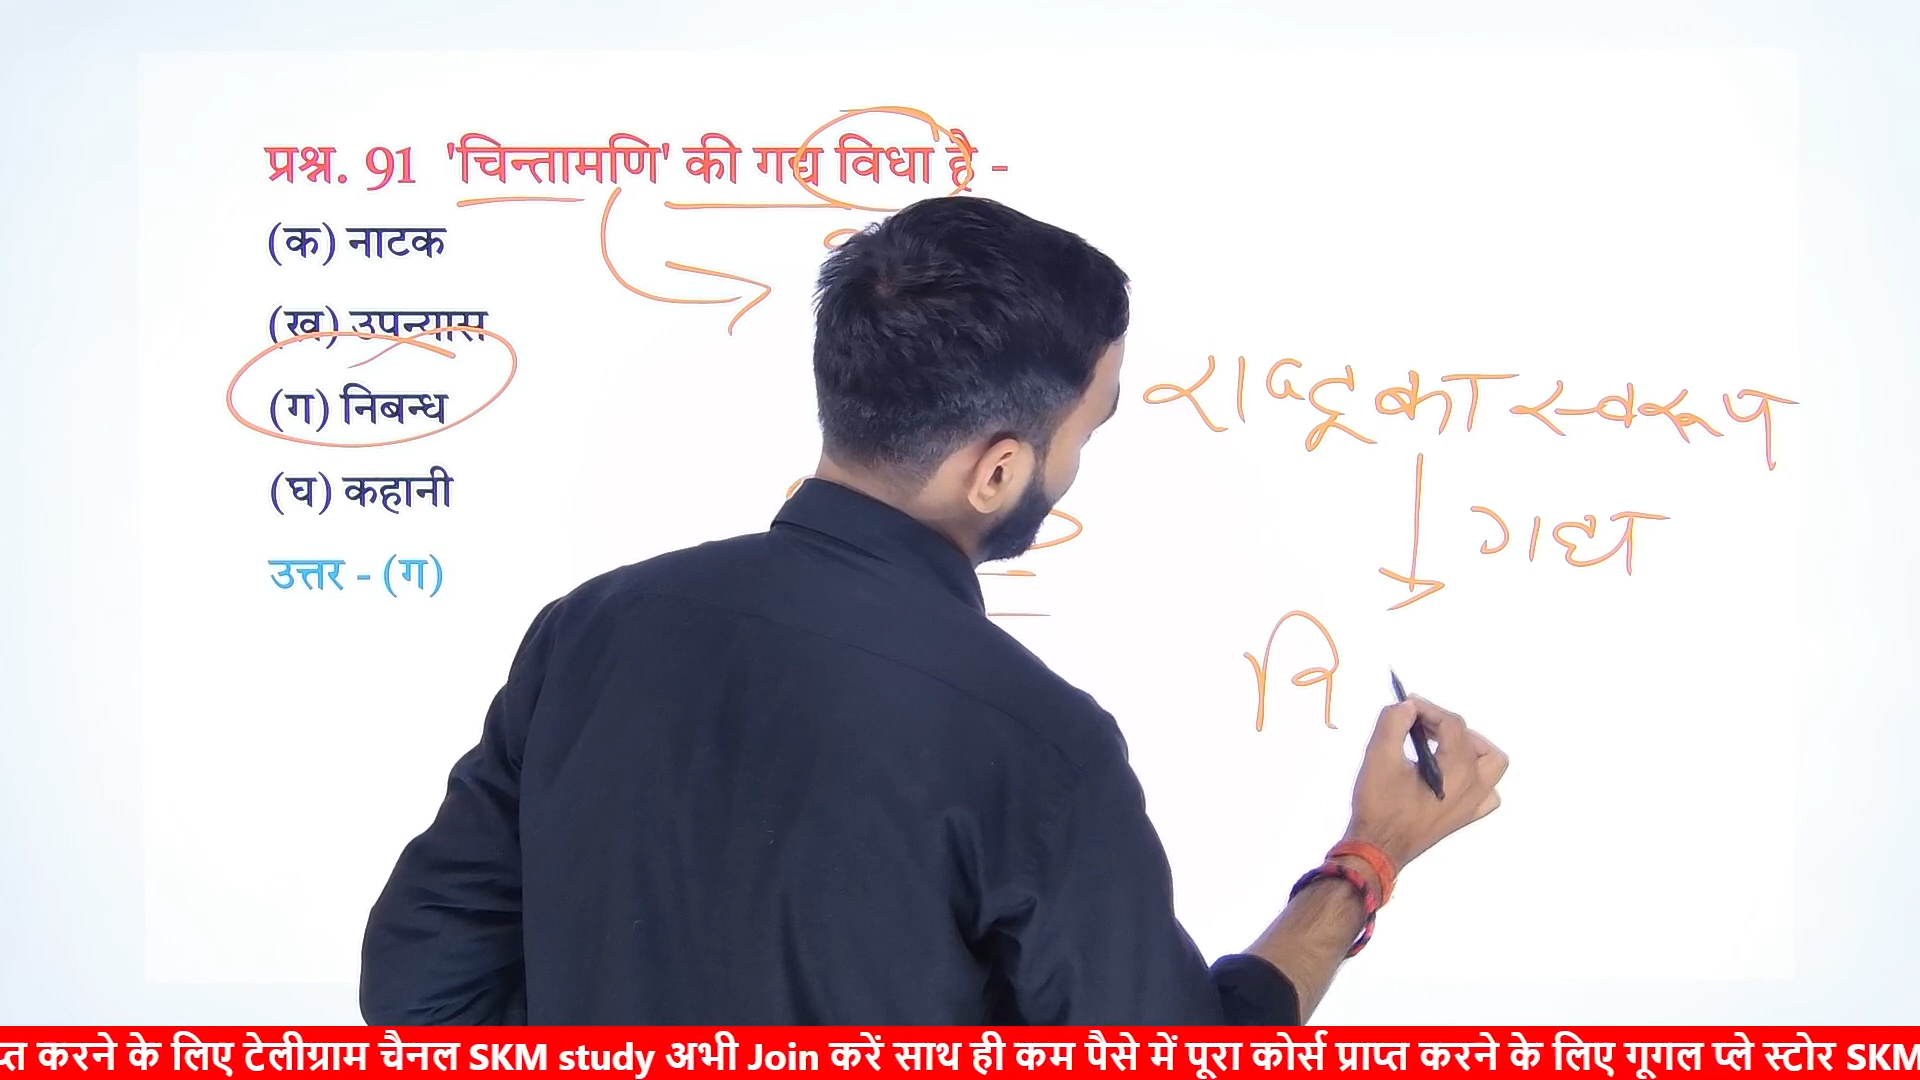 प्रश्न. 91 'चिन्तामणि' की गद्य विधा है -
(क) नाटक
(ख) उपन्यास
(ग) निबन्ध
(घ) कहानी
उत्तर - (ग)
राष्ट्र का स्वरूप
गद्य
नि
प्त करने के लिए टेलीग्राम चैनल SKM study अभी Join करें साथ ही कम पैसे में पूरा कोर्स प्राप्त करने के लिए गूगल प्ले स्टोर SKM